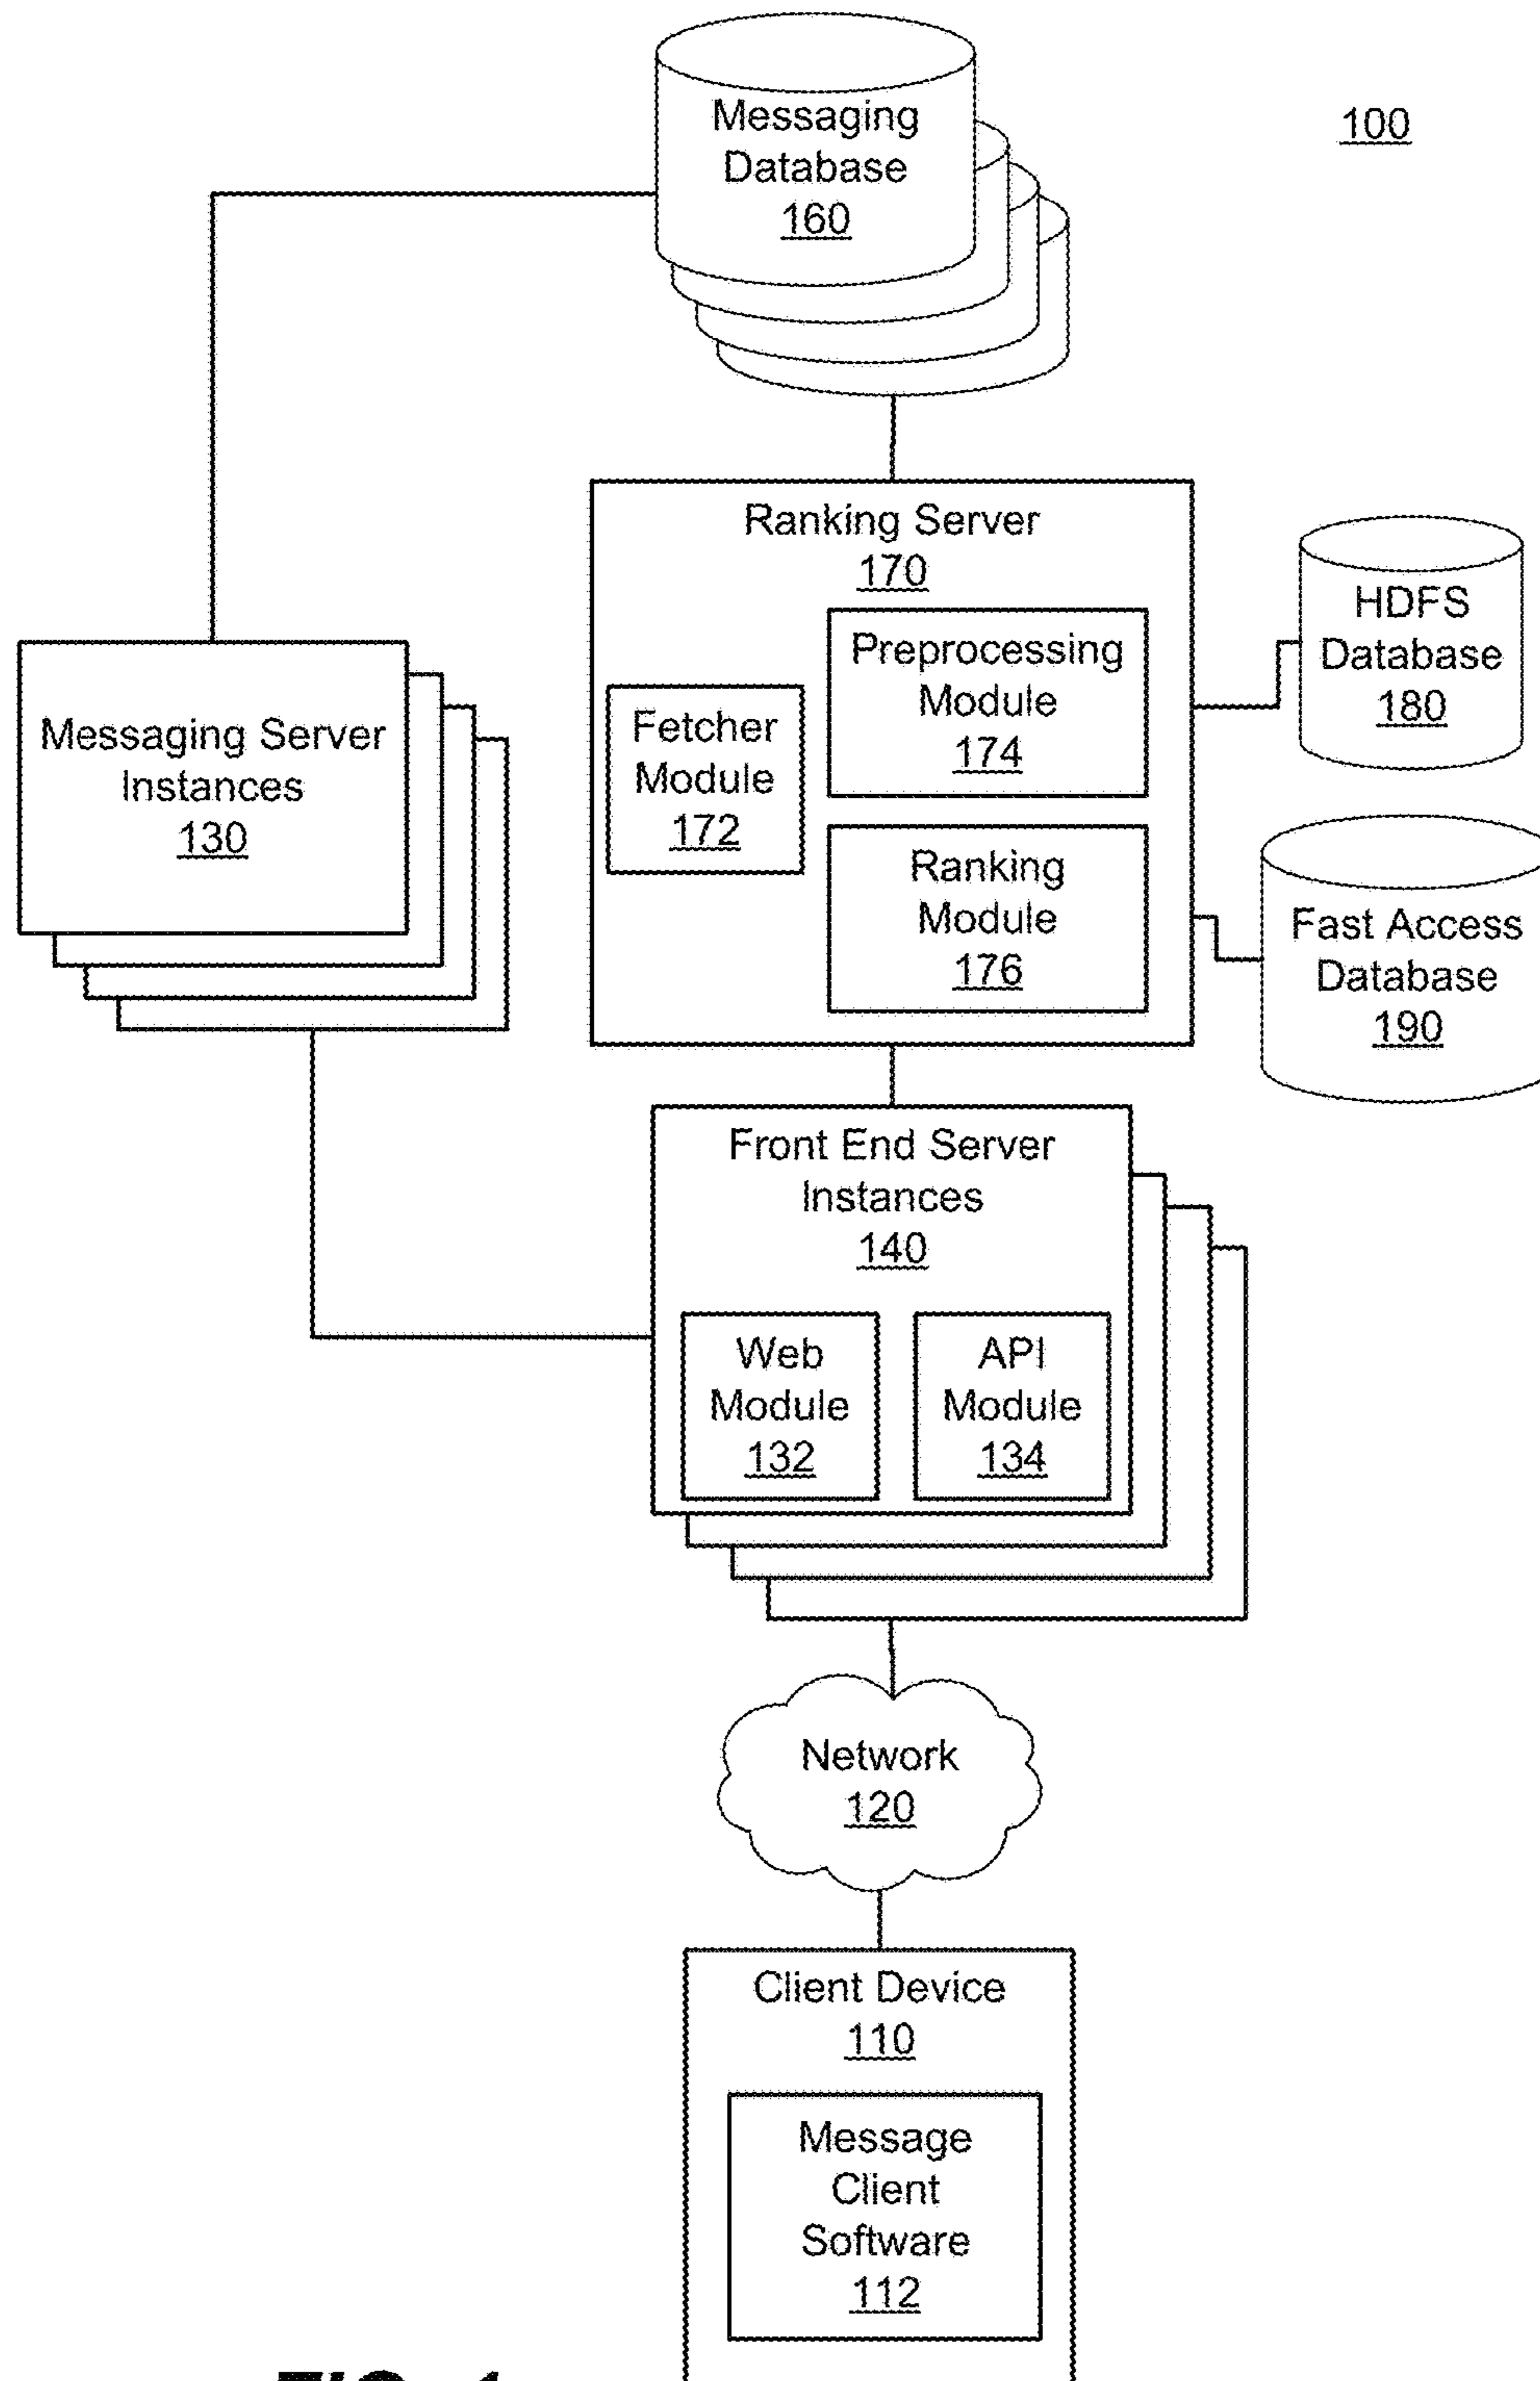 Messaging
Database
160
100
Ranking Server
170
Preprocessing
Module
174
Fetcher
Module
172
Ranking
Module
176
HDFS
Database
180
Fast Access
Database
190
Messaging Server
Instances
130
Front End Server
Instances
140
Web
Module
132
API
Module
134
Network
120
Client Device
110
Message
Client
Software
112